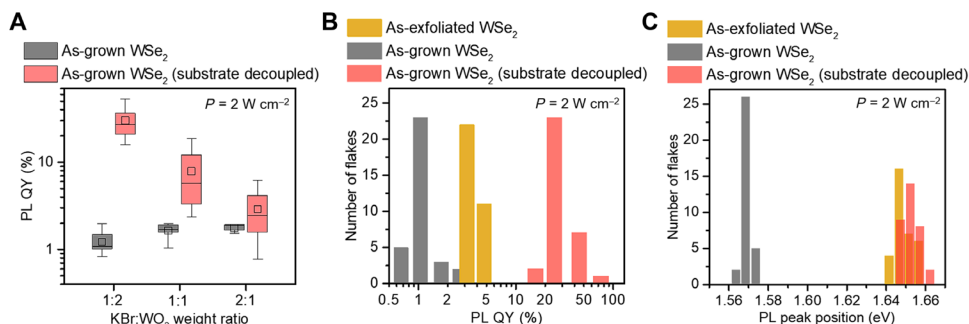 A
As-grown WSe₂
As-grown WSe₂ (substrate decoupled)
P = 2 W cm⁻²
10
1
PL QY (%)
1:2 1:1 2:1
KBr:WO₃ weight ratio
B
As-exfoliated WSe₂
As-grown WSe₂
As-grown WSe₂ (substrate decoupled)
P = 2 W cm⁻²
25
20
15
10
5
0
Number of flakes
0.5 1 2 5 10 20 50 100
PL QY (%)
C
As-exfoliated WSe₂
As-grown WSe₂
As-grown WSe₂ (substrate decoupled)
P = 2 W cm⁻²
25
20
15
10
5
0
Number of flakes
1.56 1.58 1.60 1.62 1.64 1.66
PL peak position (eV)